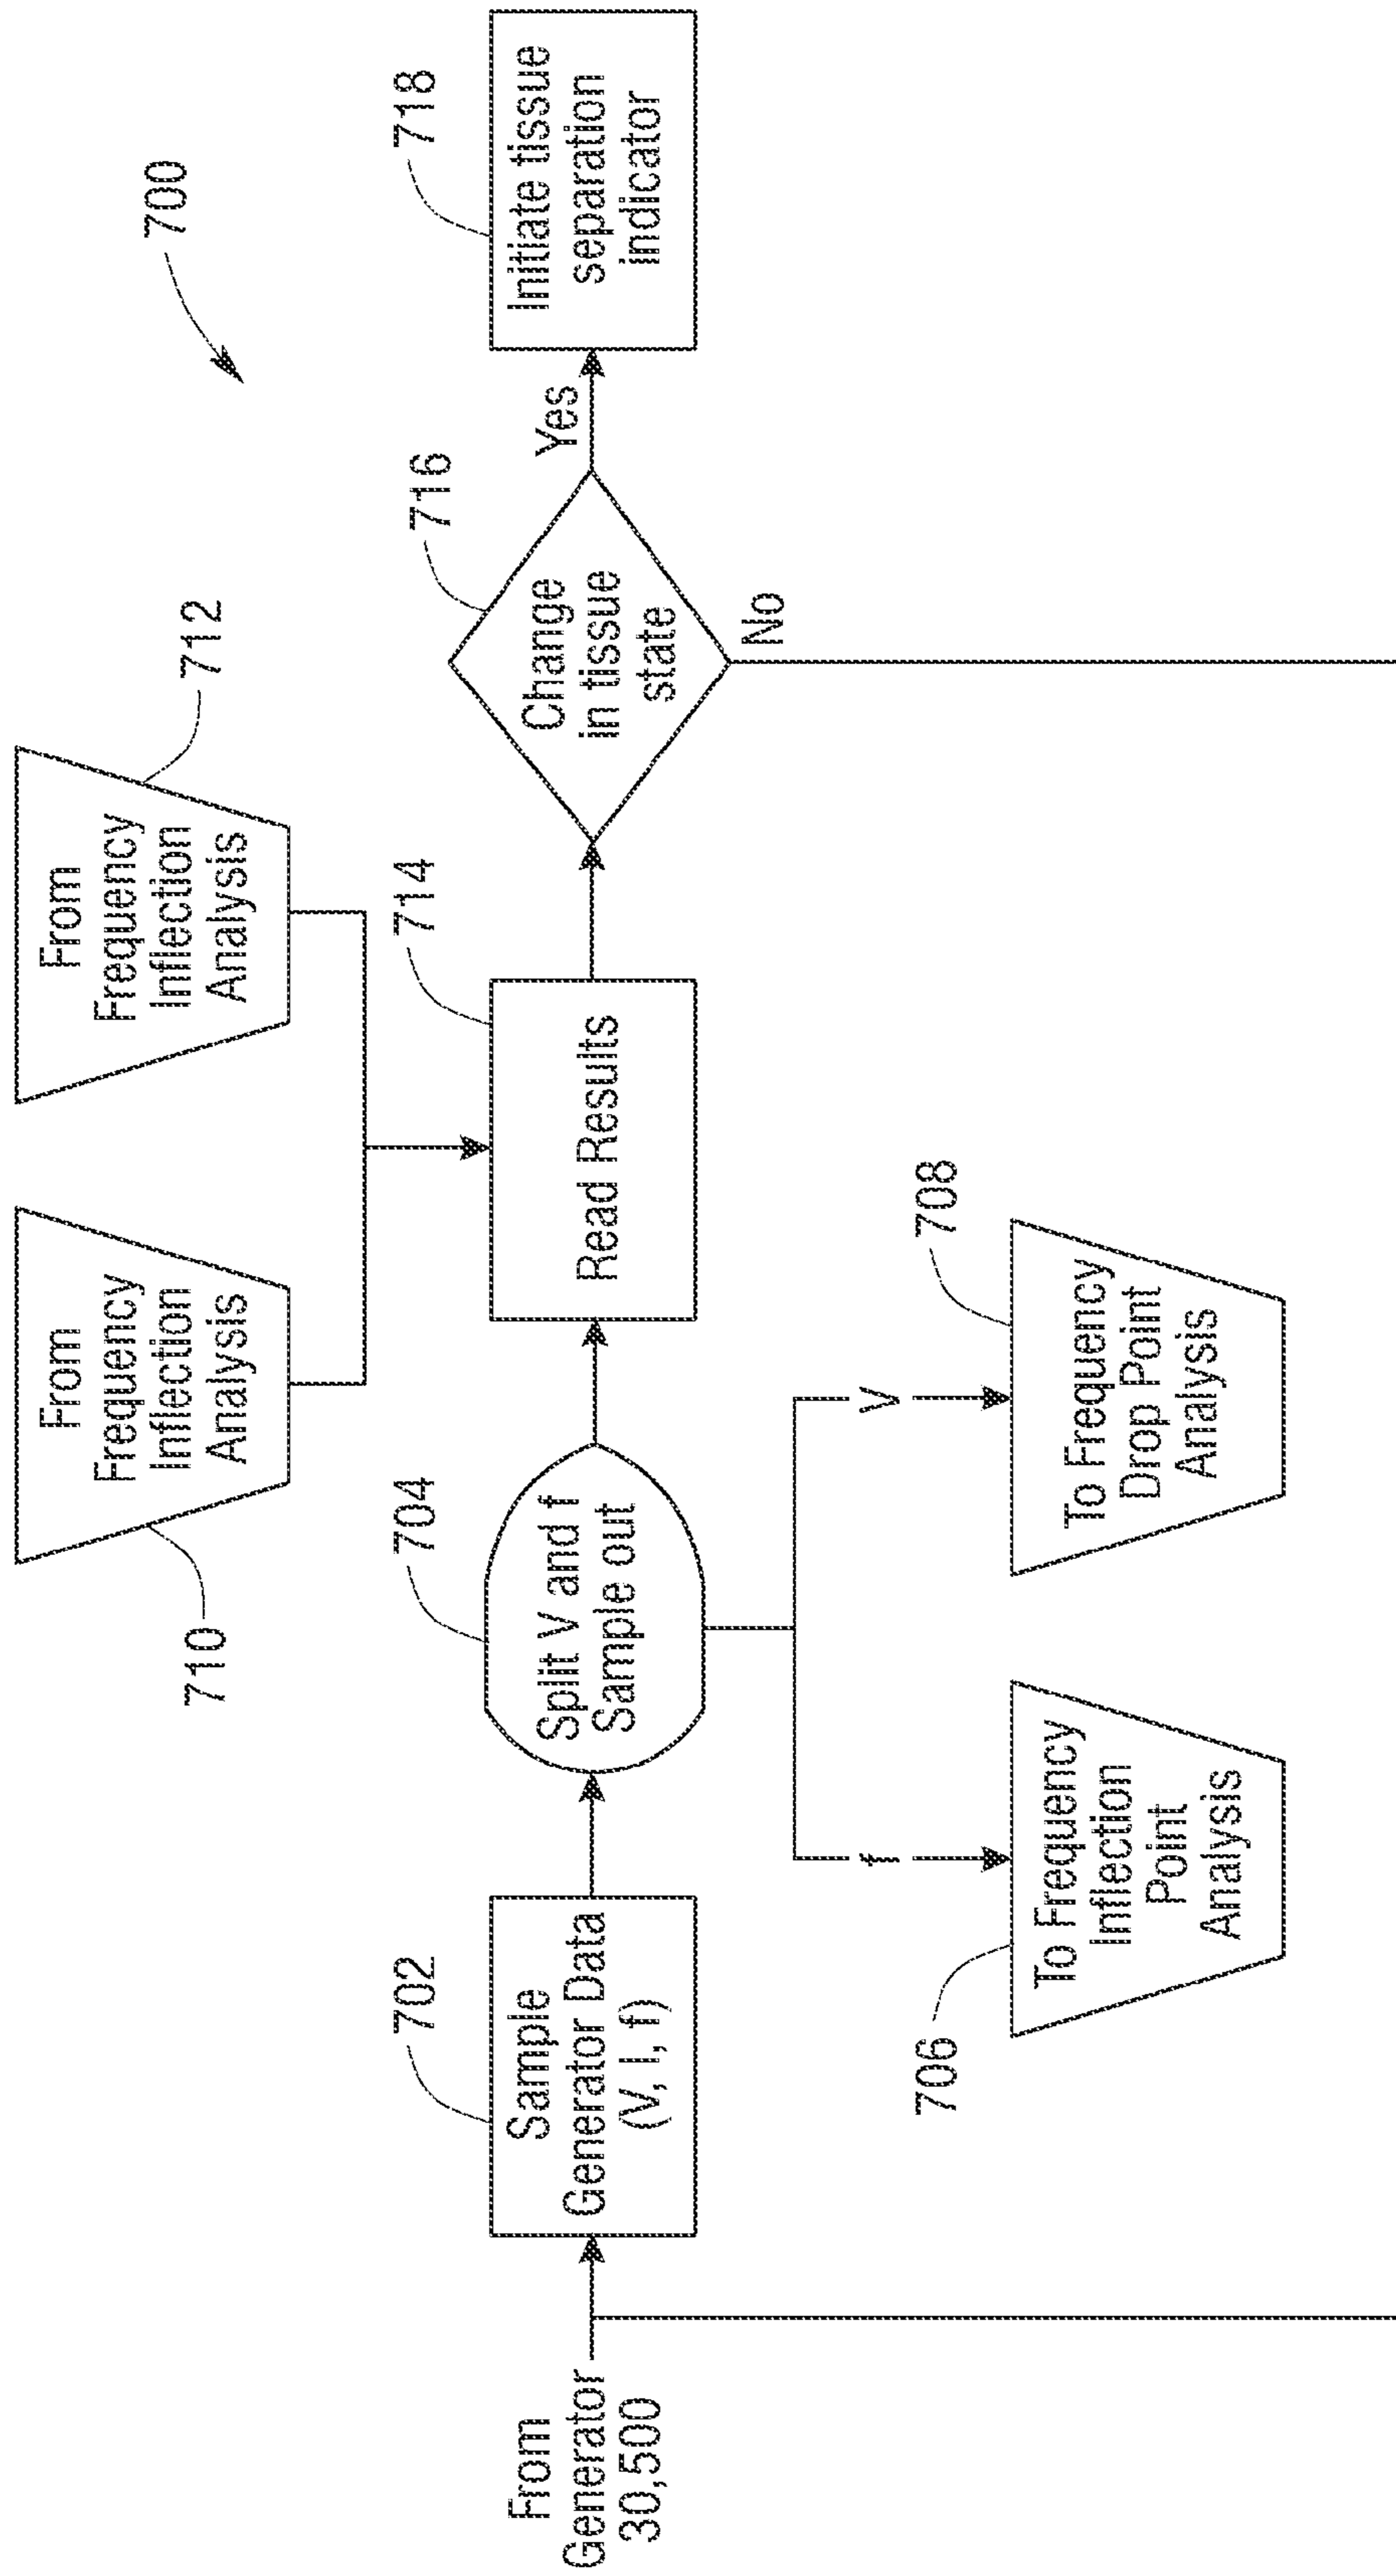 700
710
From
Frequency
Inflection
Analysis
From
Frequency
Inflection
Analysis
712
From
Generator
30,500
702
Sample
Generator Data
(V, I, f)
704
Split V and f
Sample out
714
Read Results
716
Change
in tissue
state
Yes
No
718
Initiate tissue
separation
indicator
f
V
706
To Frequency
Inflection
Point
Analysis
708
To Frequency
Drop Point
Analysis